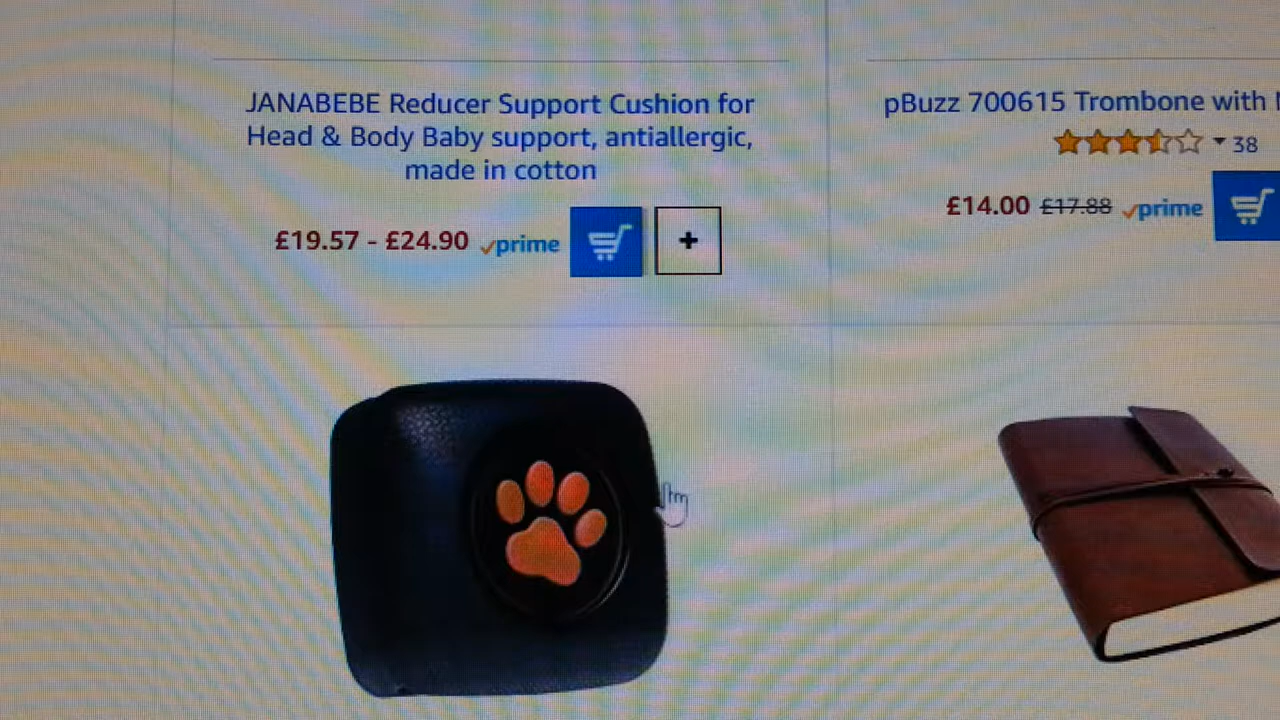 JANABEBE Reducer Support Cushion for
Head & Body Baby support, antiallergic,
made in cotton
£19.57 - £24.90 prime
+
pBuzz 700615 Trombone with
38
£14.00 £17.88 prime